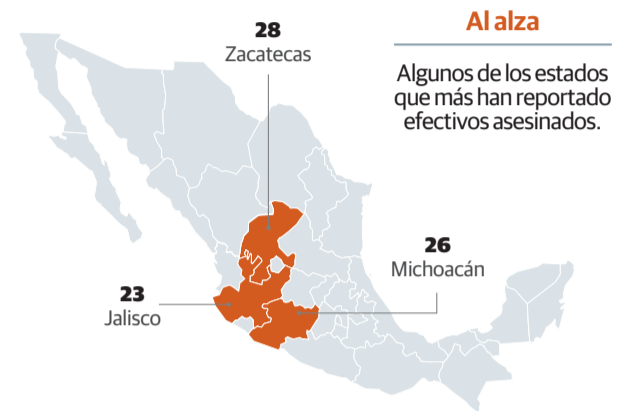 Al alza
Algunos de los estados
que más han reportado
efectivos asesinados.
28
Zacatecas
26
Michoacán
23
Jalisco